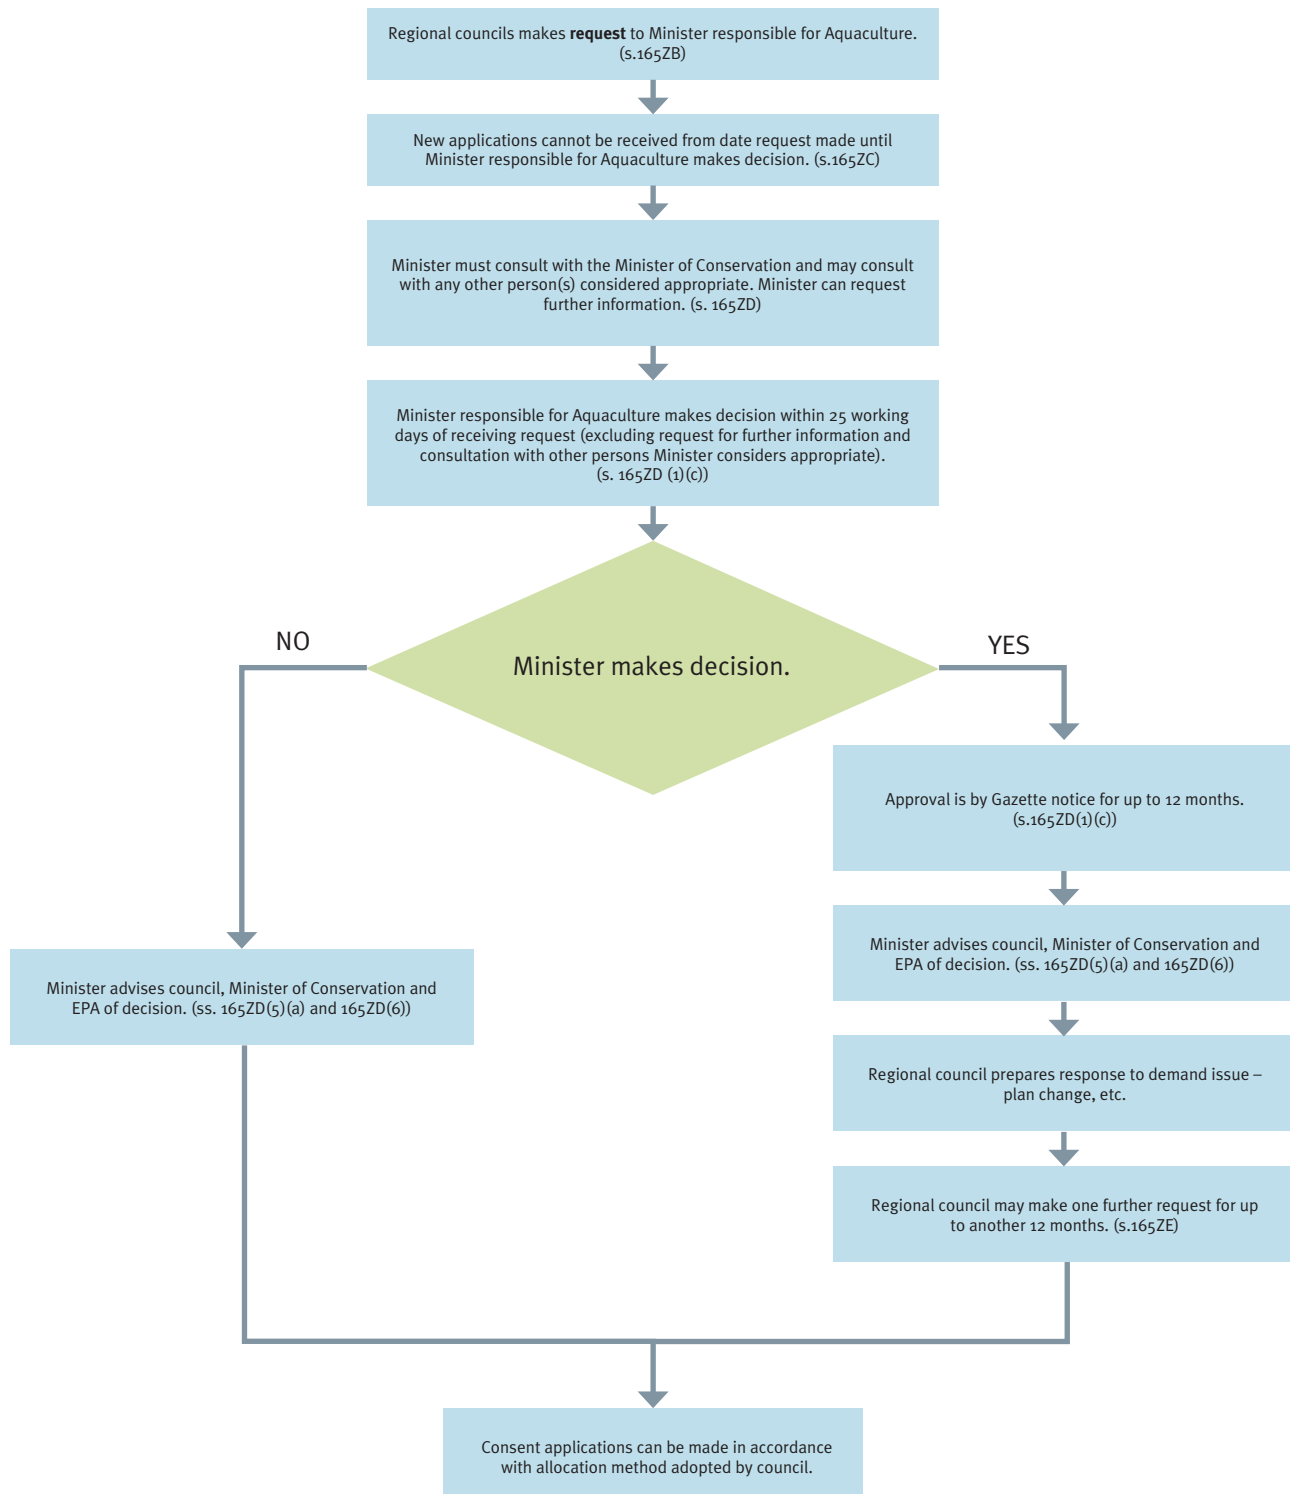 Regional councils makes request to Minister responsible for Aquaculture.
(s.165ZB)
New applications cannot be received from date request made until
Minister responsible for Aquaculture makes decision. (s.165ZC)
Minister must consult with the Minister of Conservation and may consult
with any other person(s) considered appropriate. Minister can request
further information. (s. 165ZD)
Minister responsible for Aquaculture makes decision within 25 working
days of receiving request (excluding request for further information and
consultation with other persons Minister considers appropriate).
(s. 165ZD (1)(c))
Minister makes decision.
NO
YES
Approval is by Gazette notice for up to 12 months.
(s.165ZD(1)(c))
Minister advises council, Minister of Conservation and
EPA of decision. (ss. 165ZD(5)(a) and 165ZD(6))
Minister advises council, Minister of Conservation and
EPA of decision. (ss. 165ZD(5)(a) and 165ZD(6))
Regional council prepares response to demand issue –
plan change, etc.
Regional council may make one further request for up
to another 12 months. (s.165ZE)
Consent applications can be made in accordance
with allocation method adopted by council.